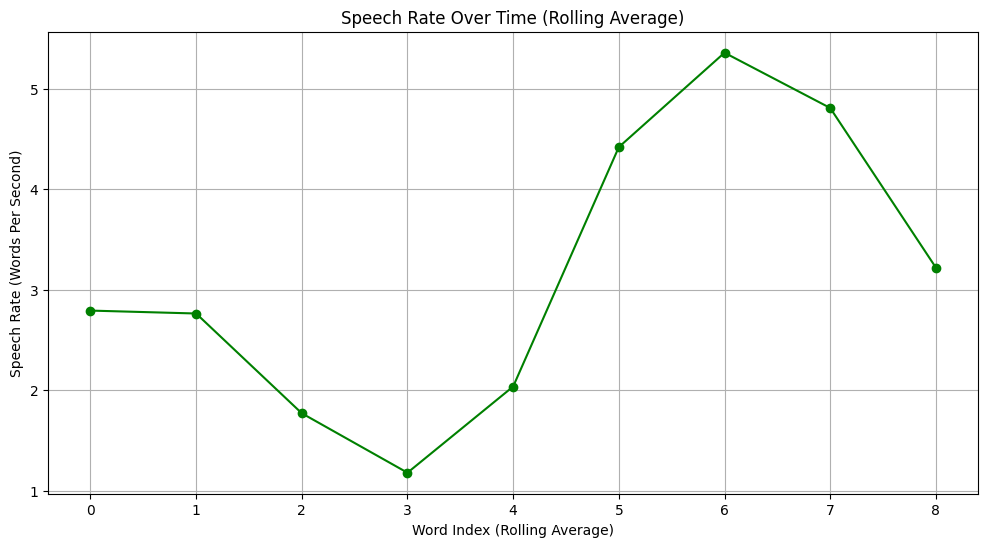 Speech Rate Over Time (Rolling Average)
Speech Rate (Words Per Second)
5
4
3
2
1
0 1 2 3 4 5 6 7 8
Word Index (Rolling Average)